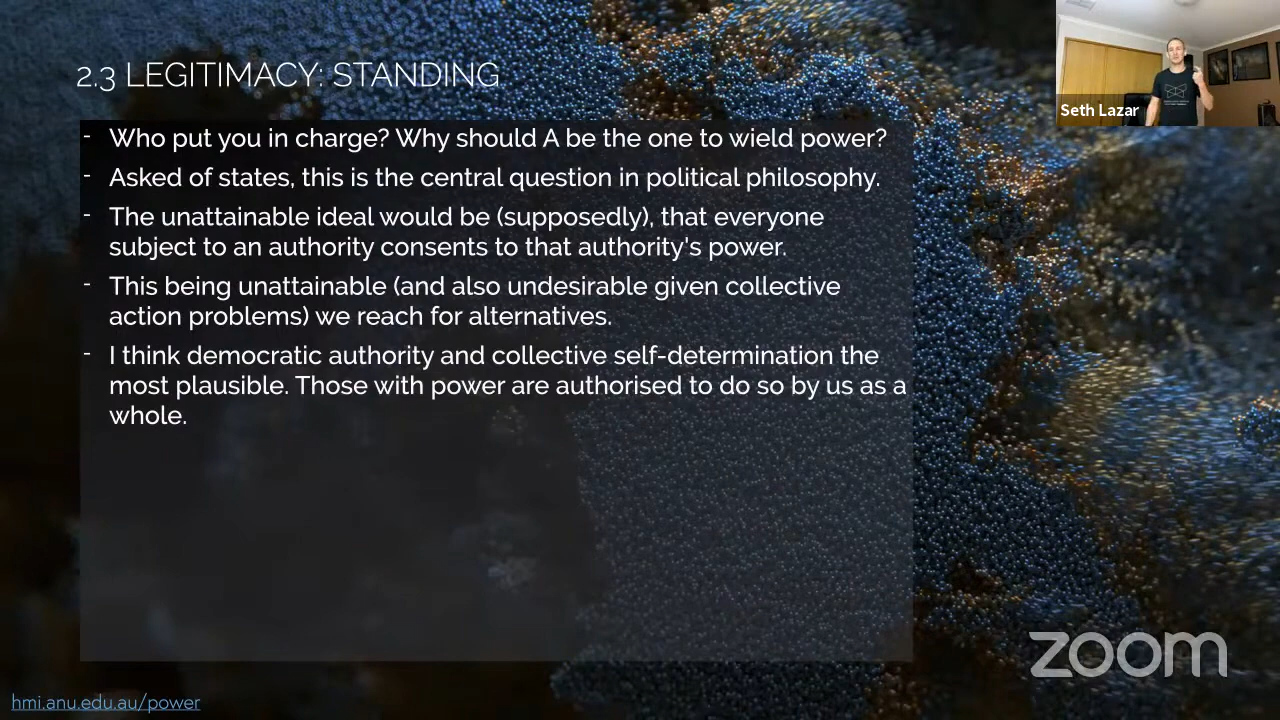 2.3 LEGITIMACY: STANDING
Seth Lazar
- Who put you in charge? Why should A be the one to wield power?
- Asked of states, this is the central question in political philosophy.
- The unattainable ideal would be (supposedly), that everyone
subject to an authority consents to that authority's power.
- This being unattainable (and also undesirable given collective
action problems) we reach for alternatives.
- I think democratic authority and collective self-determination the
most plausible. Those with power are authorised to do so by us as a
whole.
zoom
hmi.anu.edu.au/power